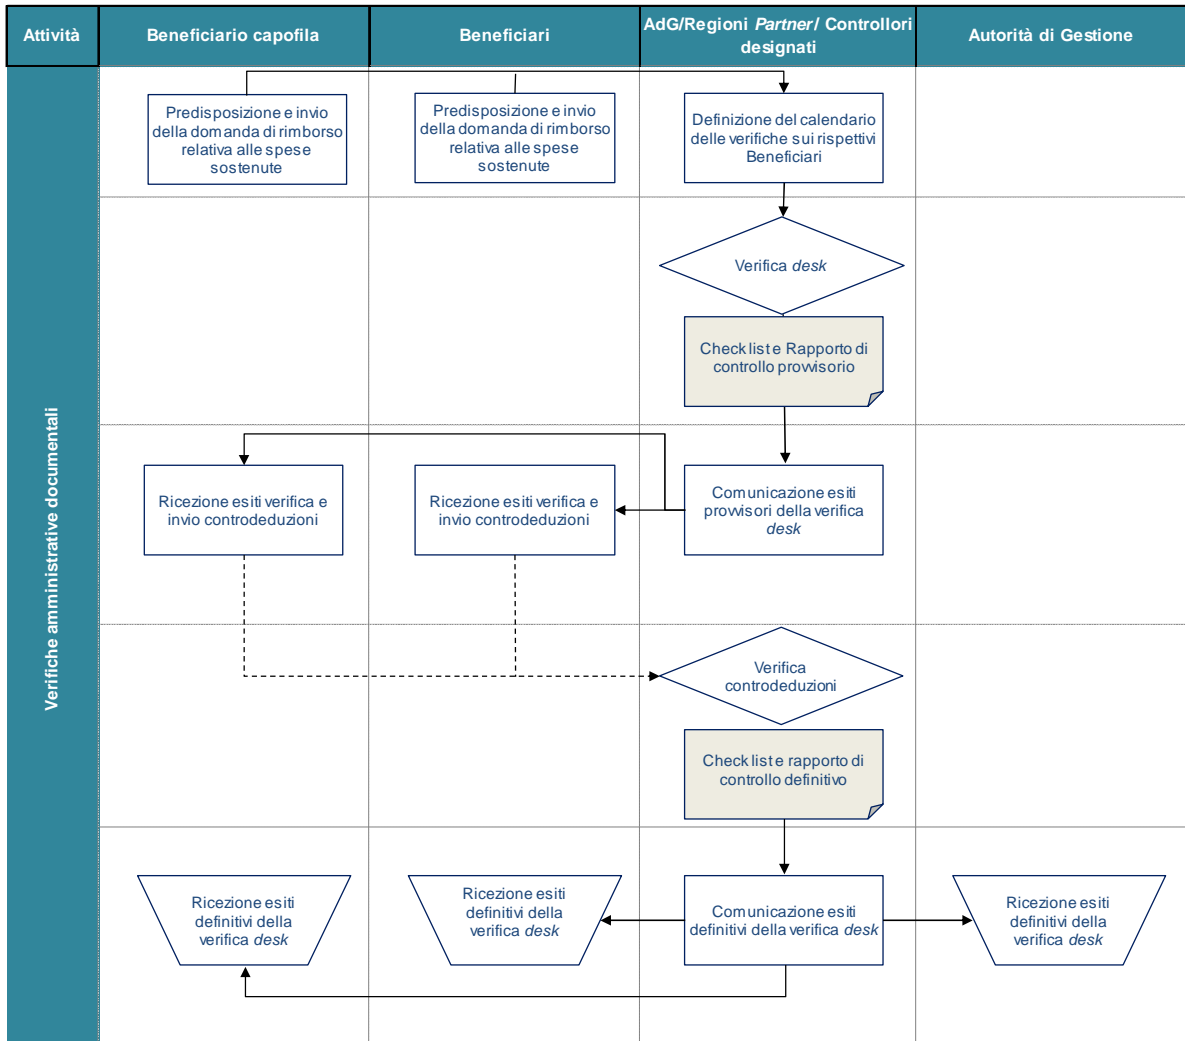 Attività
Beneficiario capofila
Beneficiari
AdG/Regioni Partner/ Controllori
designati
Autorità di Gestione
Verifiche amministrative documentali
Predisposizione e invio
della domanda di rimborso
relativa alle spese
sostenute
Predisposizione e invio
della domanda di rimborso
relativa alle spese
sostenute
Definizione del calendario
delle verifiche sui rispettivi
Beneficiari
Verifica desk
Check list e Rapporto di
controllo provvisorio
Ricezione esiti verifica e
invio controdeduzioni
Ricezione esiti verifica e
invio controdeduzioni
Comunicazione esiti
provvisori della verifica
desk
Verifica
controdeduzioni
Check list e rapporto di
controllo definitivo
Ricezione esiti
definitivi della
verifica desk
Ricezione esiti
definitivi della
verifica desk
Comunicazione esiti
definitivi della verifica desk
Ricezione esiti
definitivi della
verifica desk